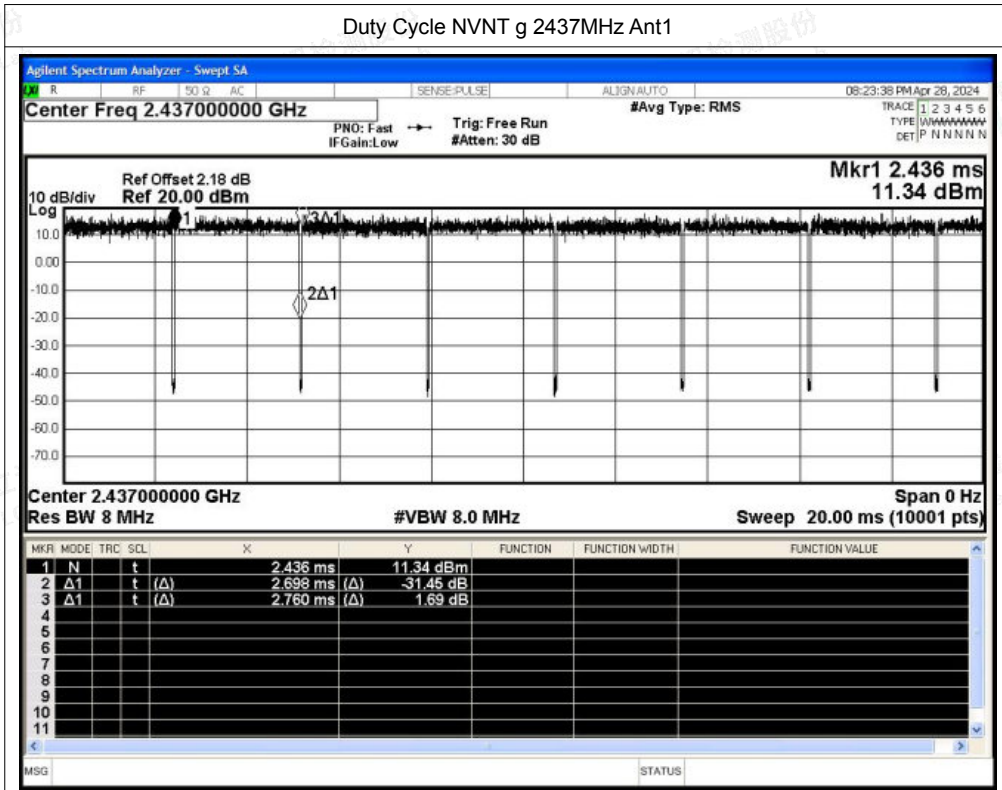 Duty Cycle NVNT g 2437MHz Ant1
Agilent Spectrum Analyzer - Swept SA
R RF 50 Ω AC SENSE:PULSE ALIGNAUTO 08:23:38 PM Apr 28, 2024
Center Freq 2.437000000 GHz #Avg Type: RMS TRACE 1 2 3 4 5 6
PNO: Fast Trig: Free Run TYPE WWWWWW
IFGain:Low #Atten: 30 dB DET P N N N N N
Mkr1 2.436 ms
Ref Offset 2.18 dB
10 dB/div Ref 20.00 dBm 11.34 dBm
Log
1 3Δ1
10.0
0.00
-10.0
2Δ1
-20.0
-30.0
-40.0
-50.0
-60.0
-70.0
Center 2.437000000 GHz Span 0 Hz
Res BW 8 MHz #VBW 8.0 MHz Sweep 20.00 ms (10001 pts)
MKR MODE TRC SCL X Y FUNCTION FUNCTION WIDTH FUNCTION VALUE
1 N t 2.436 ms 11.34 dBm
2 Δ1 t (Δ) 2.698 ms (Δ) -31.45 dB
3 Δ1 t (Δ) 2.760 ms (Δ) 1.69 dB
4
5
6
7
8
9
10
11
MSG STATUS